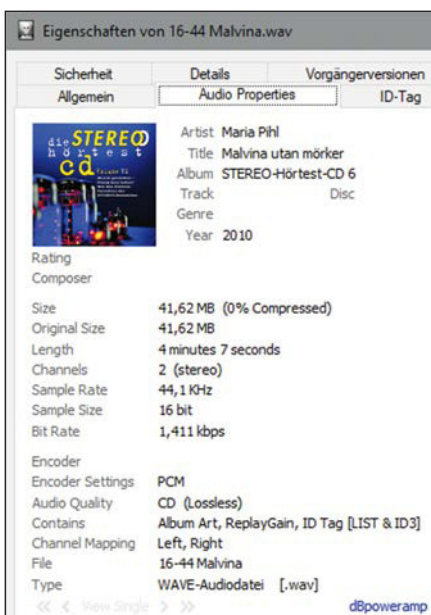 Eigenschaften von 16-44 Malvina.wav
Sicherheit Details Vorgängerversionen
Allgemein Audio Properties ID-Tag
die STEREO
hörtest
cd
Artist Maria Pihl
Title Malvina utan mörker
Album STEREO-Hörtest-CD 6
Track Disc
Genre
Year 2010
Rating
Composer
Size 41,62 MB (0% Compressed)
Original Size 41,62 MB
Length 4 minutes 7 seconds
Channels 2 (stereo)
Sample Rate 44,1 KHz
Sample Size 16 bit
Bit Rate 1,411 kbps
Encoder
Encoder Settings PCM
Audio Quality CD (Lossless)
Contains Album Art, ReplayGain, ID Tag [LIST & ID3]
Channel Mapping Left, Right
File 16-44 Malvina
Type WAVE-Audiodatei [.wav]
<< < View Single > >> dBpoweramp